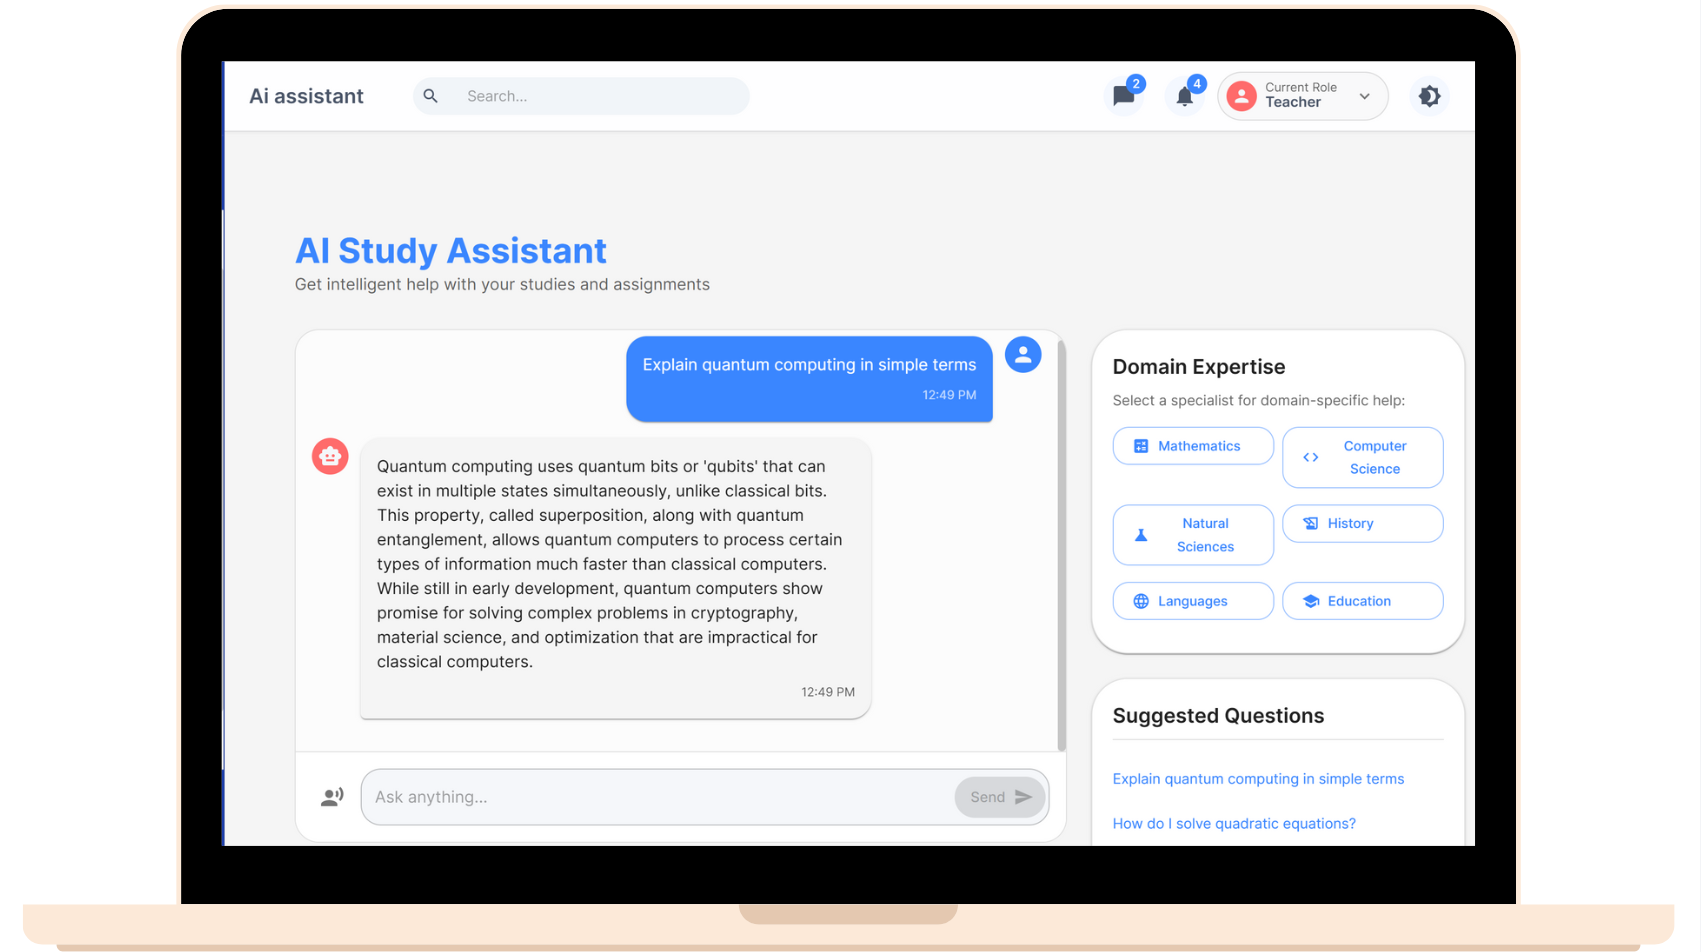 Ai assistant
Search...
2
4
Current Role
Teacher
AI Study Assistant
Get intelligent help with your studies and assignments
Explain quantum computing in simple terms
12:49 PM
Quantum computing uses quantum bits or 'qubits' that can
exist in multiple states simultaneously, unlike classical bits.
This property, called superposition, along with quantum
entanglement, allows quantum computers to process certain
types of information much faster than classical computers.
While still in early development, quantum computers show
promise for solving complex problems in cryptography,
material science, and optimization that are impractical for
classical computers.
12:49 PM
Ask anything...
Send
Domain Expertise
Select a specialist for domain-specific help:
Mathematics
Computer
Science
Natural
Sciences
History
Languages
Education
Suggested Questions
Explain quantum computing in simple terms
How do I solve quadratic equations?